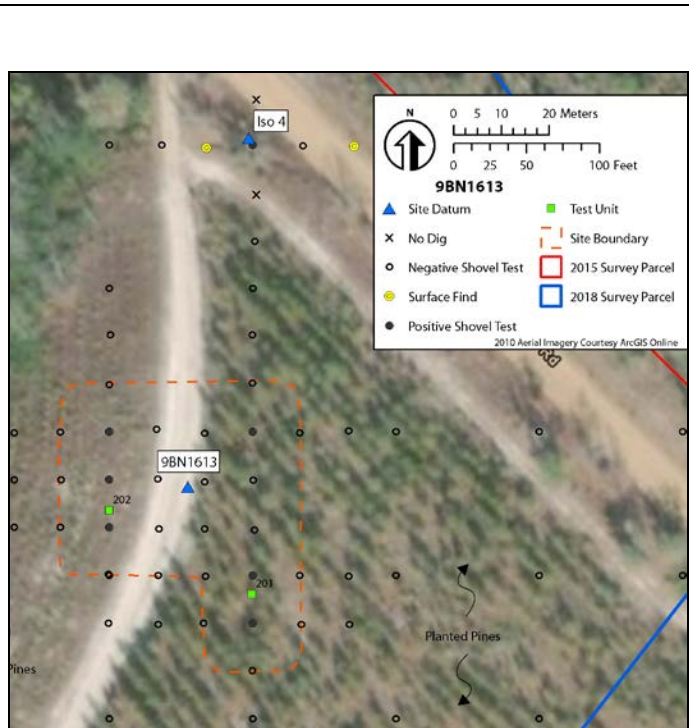 Iso 4
N
0 5 10 20 Meters
0 25 50 100 Feet
9BN1613
Site Datum
Test Unit
No Dig
Site Boundary
Negative Shovel Test
2015 Survey Parcel
Surface Find
2018 Survey Parcel
Positive Shovel Test
2010 Aerial Imagery Courtesy ArcGIS Online
9BN1613
202
201
Planted Pines
Pines